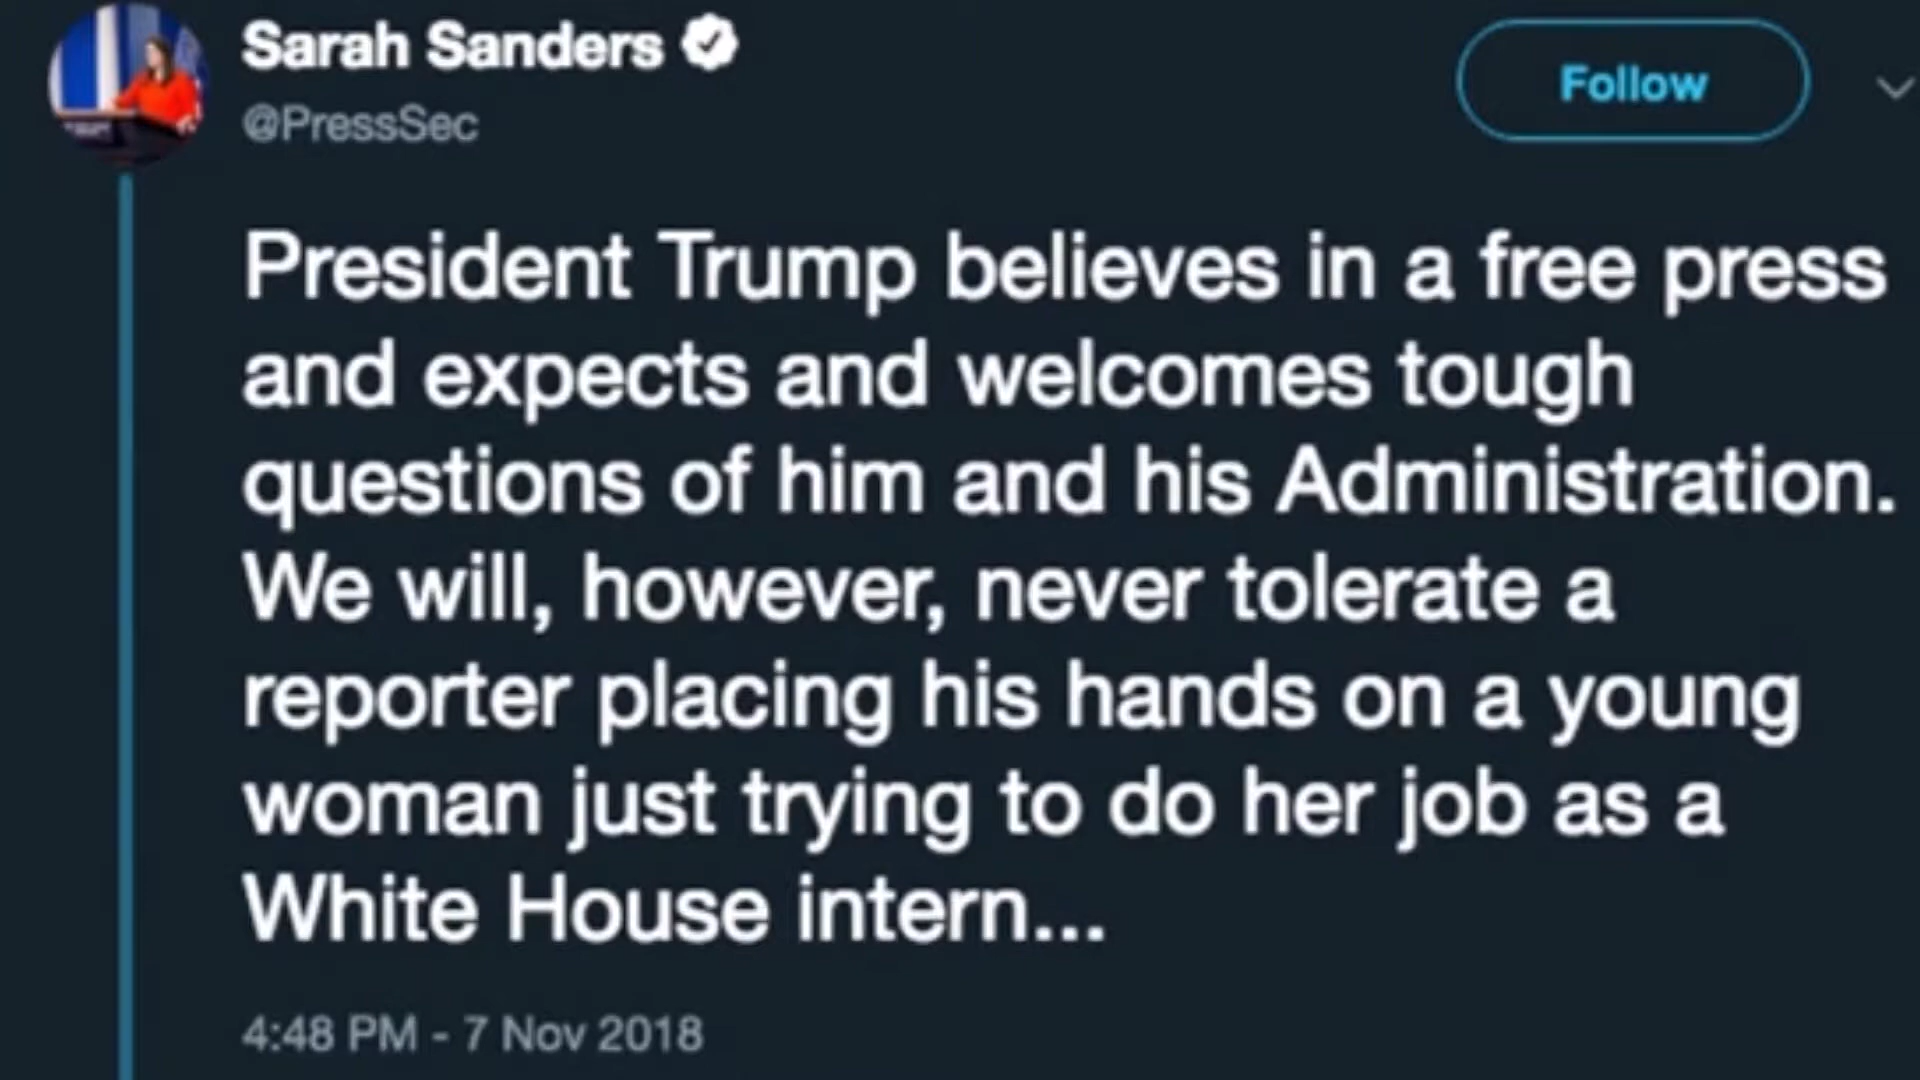 Sarah Sanders
@PressSec
Follow
President Trump believes in a free press
and expects and welcomes tough
questions of him and his Administration.
We will, however, never tolerate a
reporter placing his hands on a young
woman just trying to do her job as a
White House intern...
4:48 PM - 7 Nov 2018